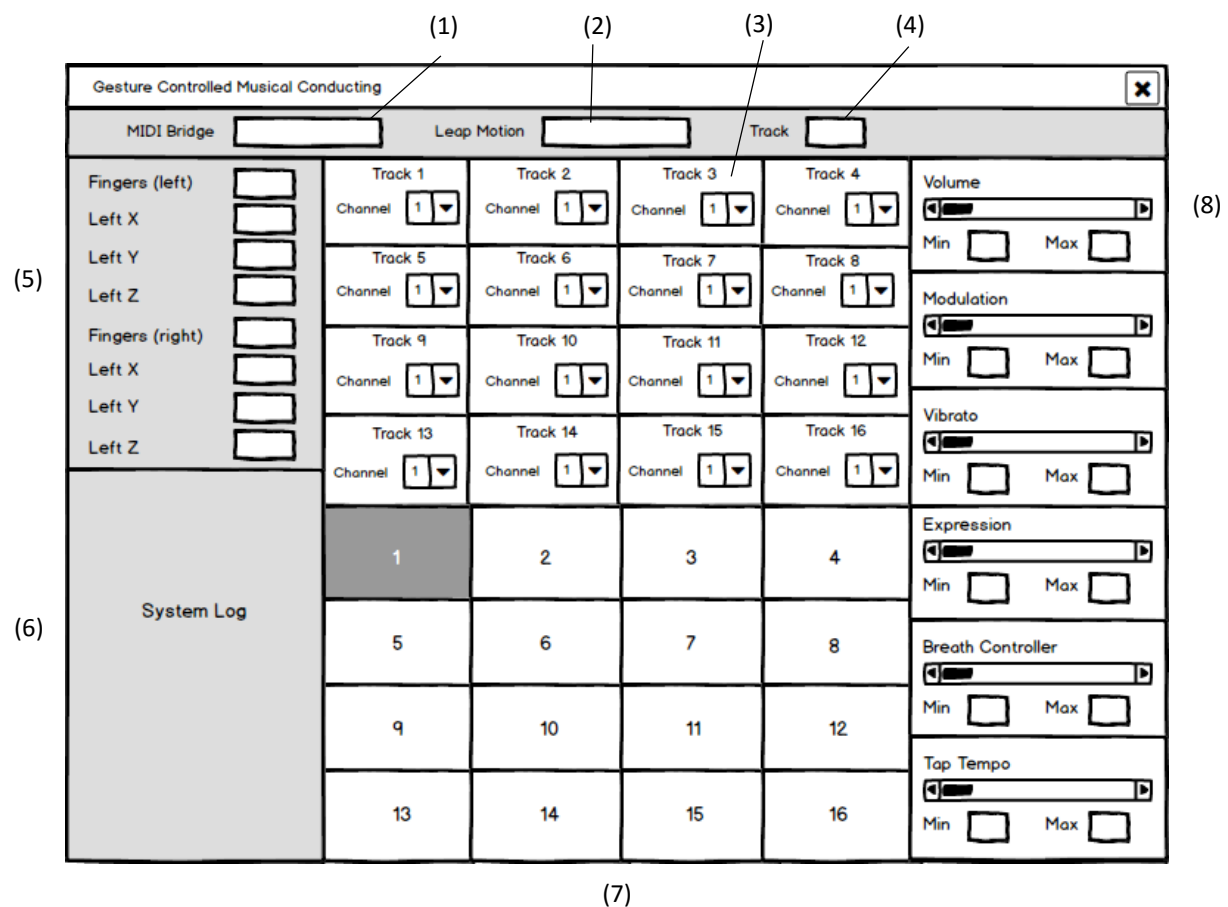 (1) (2) (3) (4)
Gesture Controlled Musical Conducting
MIDI Bridge Leap Motion Track
(5)
Fingers (left)
Left X
Left Y
Left Z
Fingers (right)
Left X
Left Y
Left Z
(6)
System Log
Track 1 Track 2 Track 3 Track 4
Channel 1 Channel 1 Channel 1 Channel 1
Track 5 Track 6 Track 7 Track 8
Channel 1 Channel 1 Channel 1 Channel 1
Track 9 Track 10 Track 11 Track 12
Channel 1 Channel 1 Channel 1 Channel 1
Track 13 Track 14 Track 15 Track 16
Channel 1 Channel 1 Channel 1 Channel 1
1 2 3 4
5 6 7 8
9 10 11 12
13 14 15 16
(7)
Volume
Min Max
(8)
Modulation
Min Max
Vibrato
Min Max
Expression
Min Max
Breath Controller
Min Max
Tap Tempo
Min Max